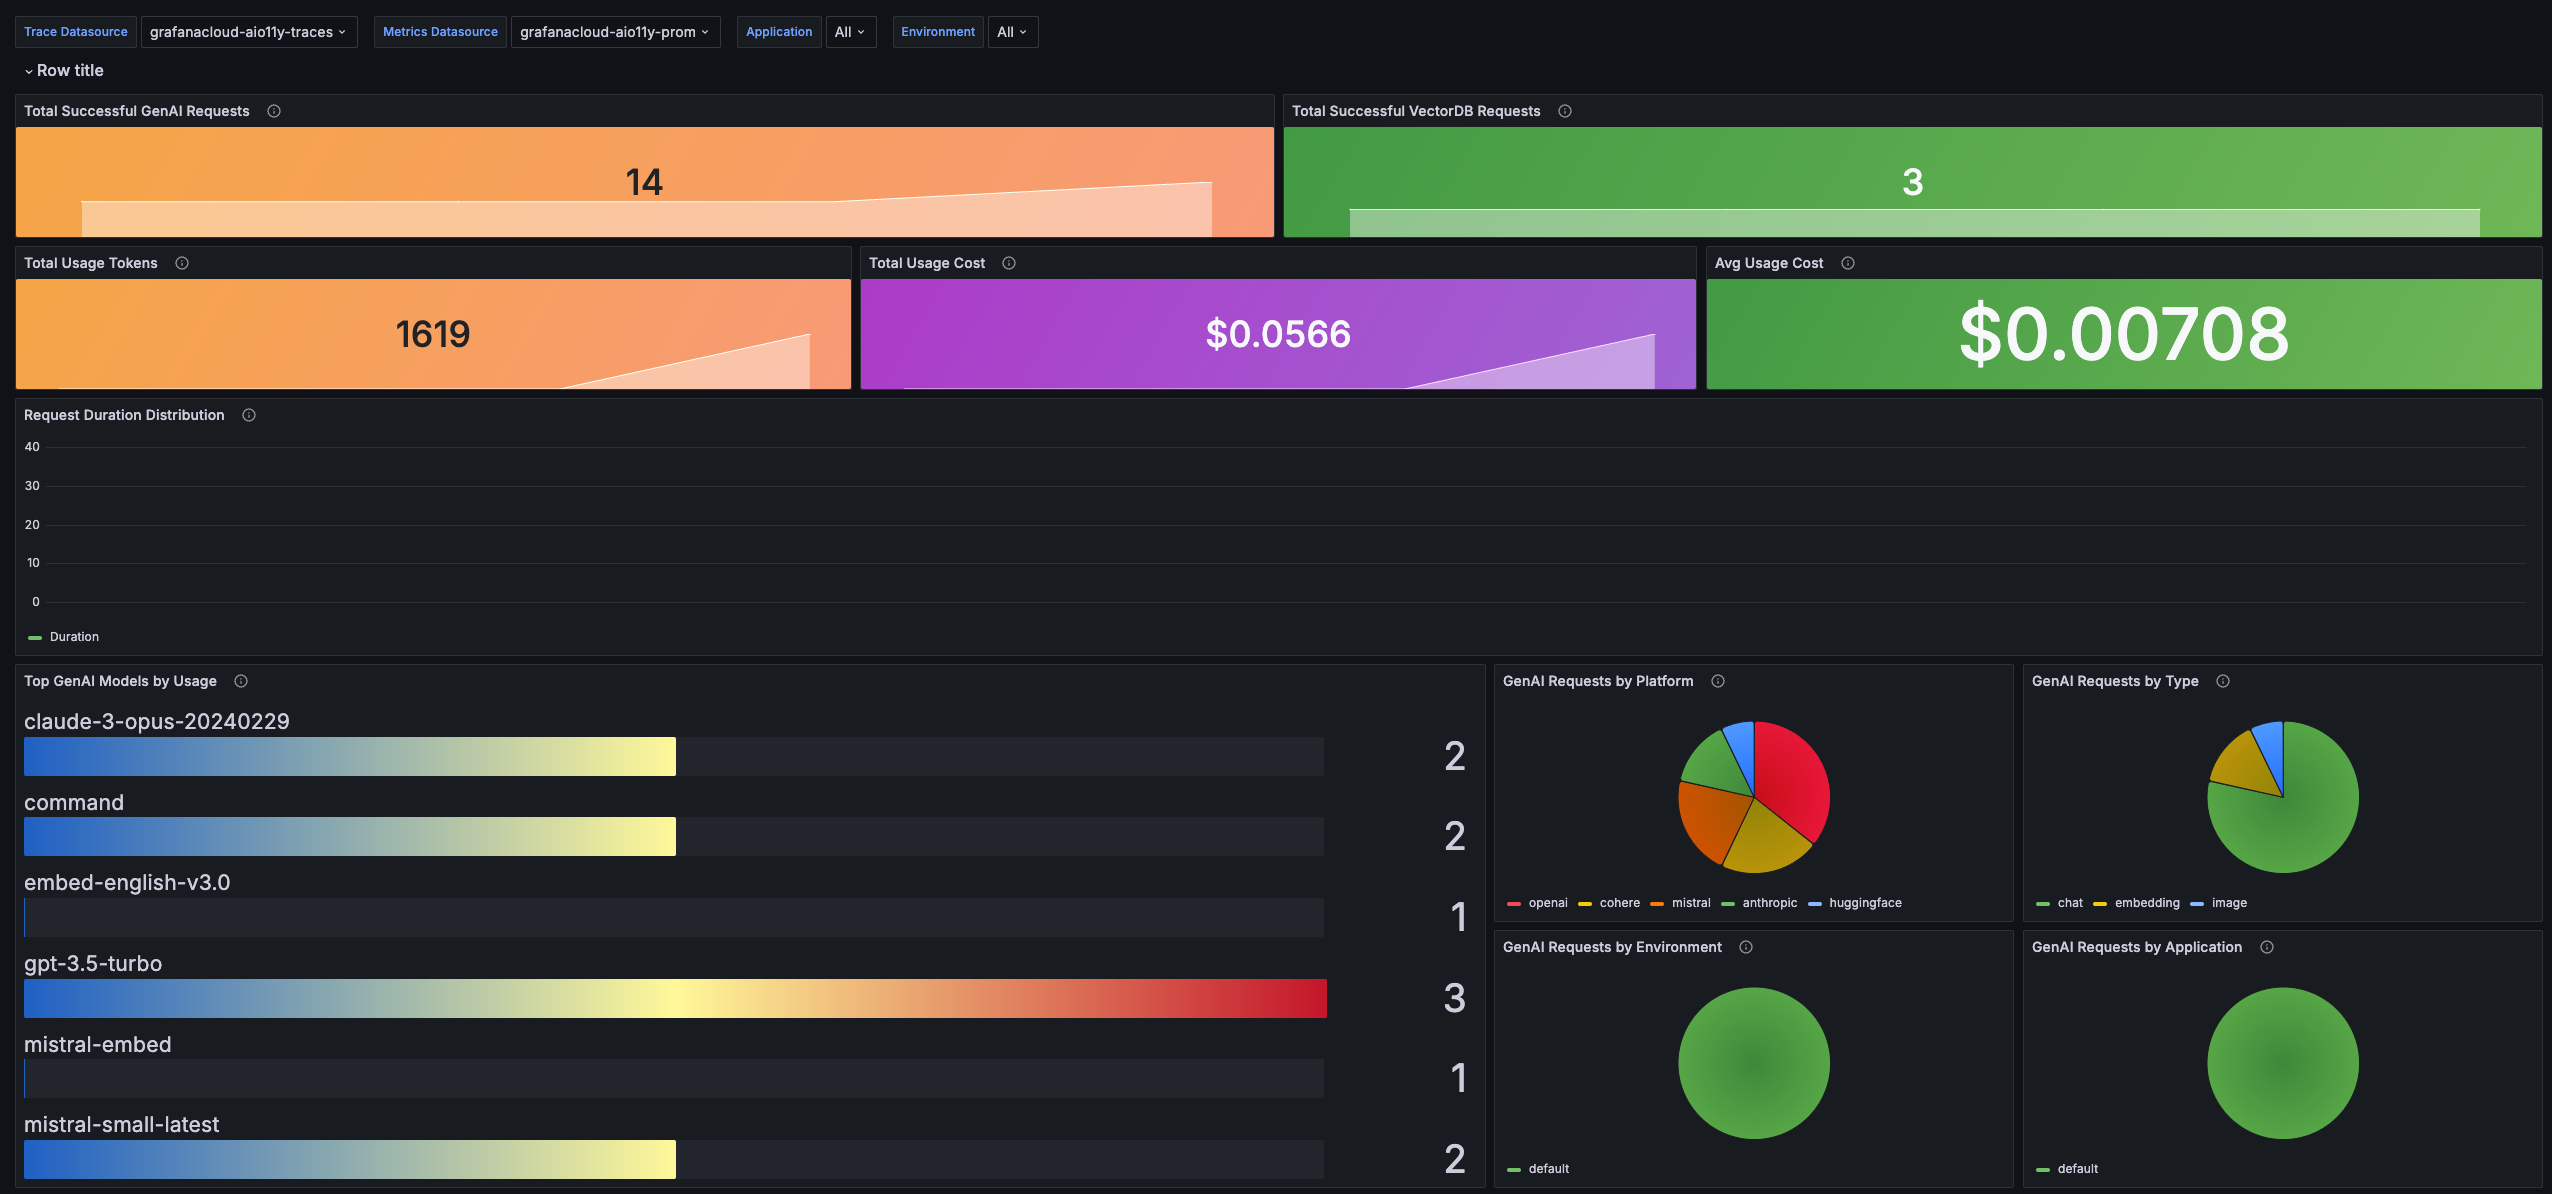 Trace Datasource grafanacloud-aio11y-traces Metrics Datasource grafanacloud-aio11y-prom Application All Environment All
Row title
Total Successful GenAI Requests
14
Total Successful VectorDB Requests
3
Total Usage Tokens
1619
Total Usage Cost
$0.0566
Avg Usage Cost
$0.00708
Request Duration Distribution
40
30
20
10
0
Duration
Top GenAI Models by Usage
claude-3-opus-20240229
2
command
2
embed-english-v3.0
1
gpt-3.5-turbo
3
mistral-embed
1
mistral-small-latest
2
GenAI Requests by Platform
openai cohere mistral anthropic huggingface
GenAI Requests by Type
chat embedding image
GenAI Requests by Environment
default
GenAI Requests by Application
default